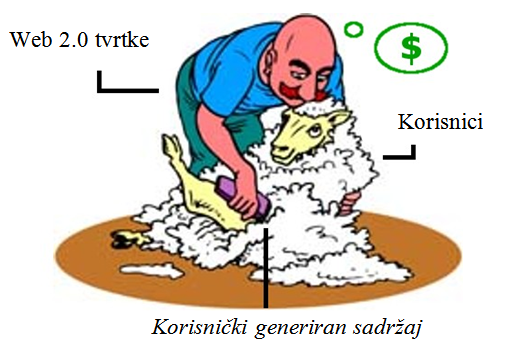 Web 2.0 tvrtke
$
Korisnici
Korisnički generiran sadržaj